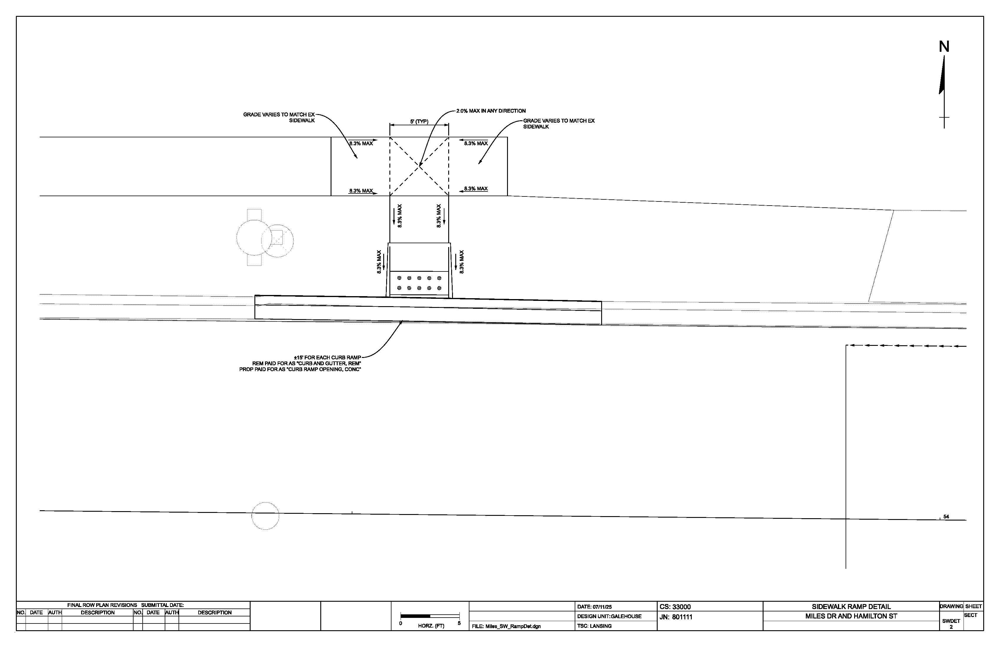 N
2.0% MAX IN ANY DIRECTION
GRADE VARIES TO MATCH EX
SIDEWALK
5' (TYP)
GRADE VARIES TO MATCH EX
SIDEWALK
8.3% MAX
8.3% MAX
8.3% MAX
8.3% MAX
8.3% MAX
8.3% MAX
8.3% MAX
8.3% MAX
±15' FOR EACH CURB RAMP
REM PAID FOR AS "CURB AND GUTTER, REM"
PROP PAID FOR AS "CURB RAMP OPENING, CONC"
54
FINAL ROW PLAN REVISIONS SUBMITTAL DATE:
NO. DATE AUTH DESCRIPTION NO. DATE AUTH DESCRIPTION
0 HORZ. (FT) 5
FILE: Miles_SW_RampDet.dgn
DATE: 07/11/25
DESIGN UNIT:GALEHOUSE
TSC: LANSING
CS: 33000
JN: 801111
SIDEWALK RAMP DETAIL
MILES DR AND HAMILTON ST
DRAWING SHEET
SWDET
2
SECT